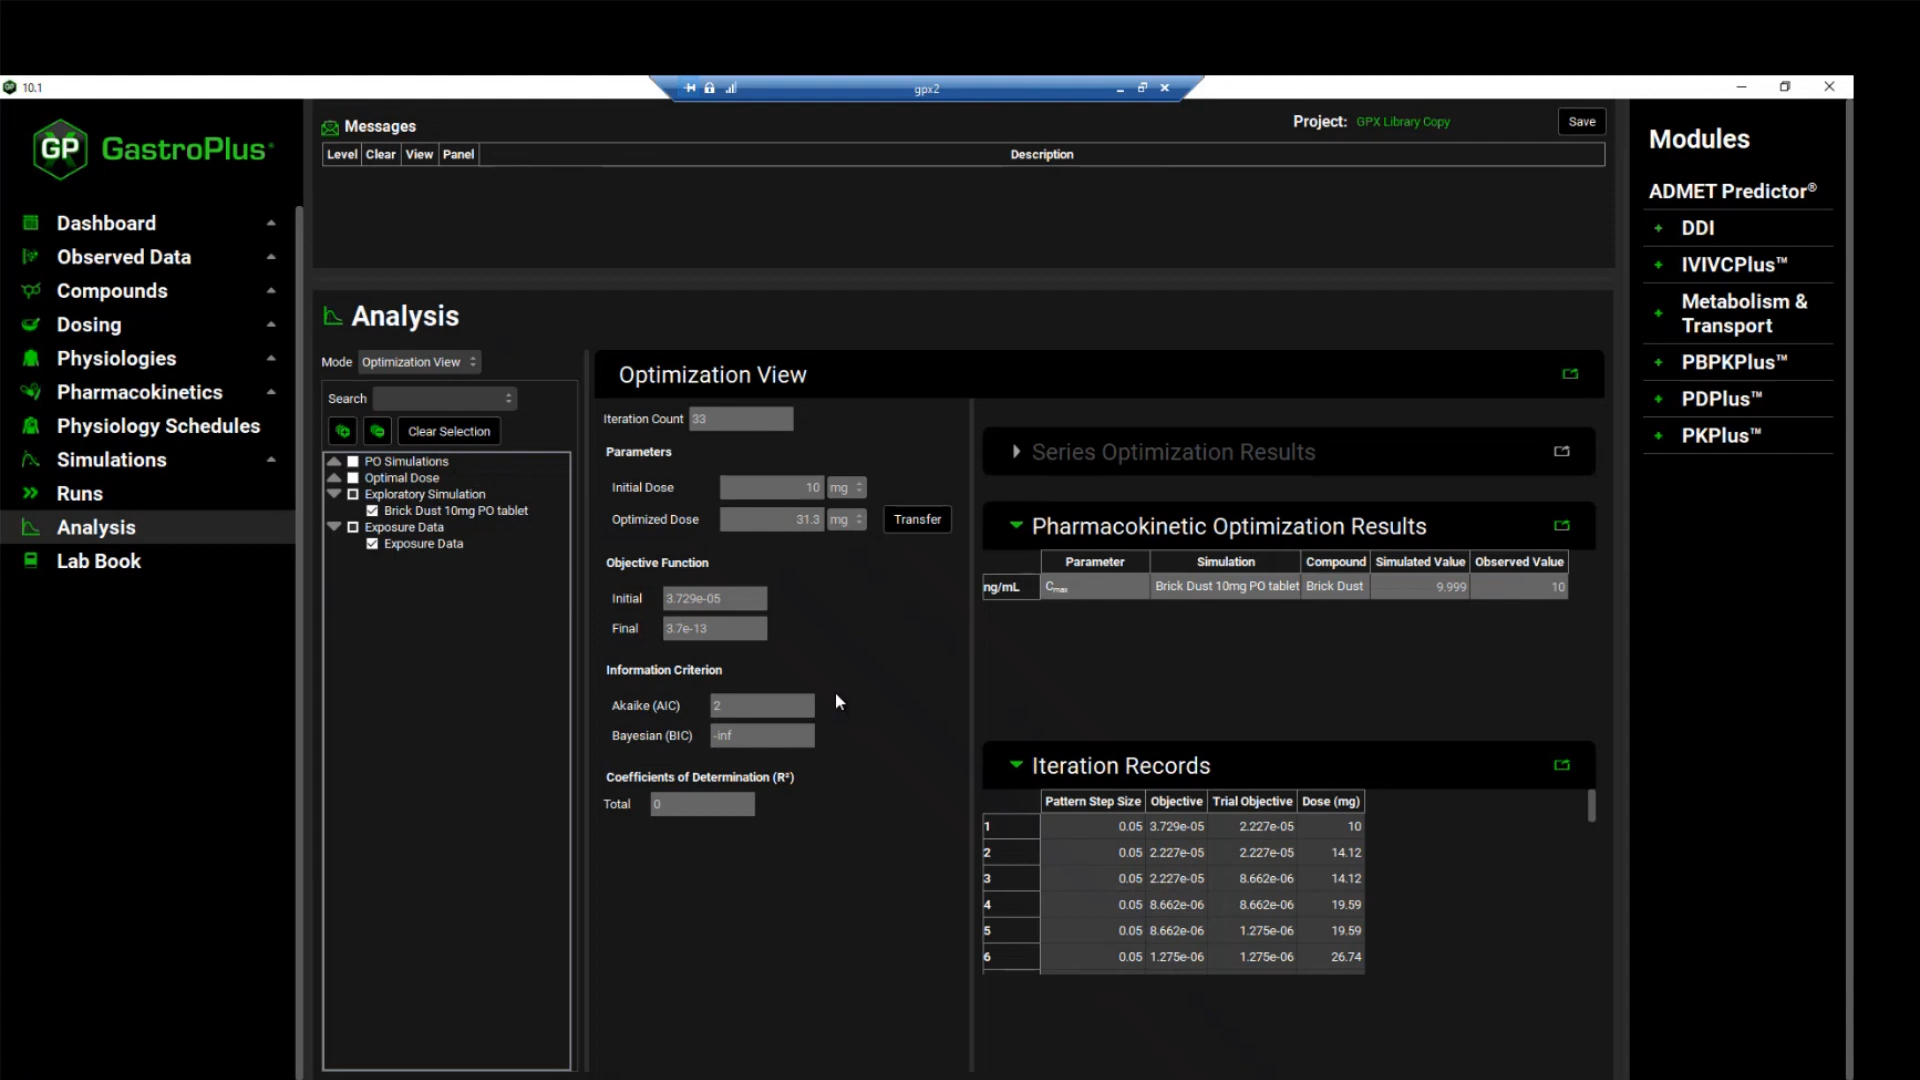 10.1
gpx2
GP GastroPlus®
Dashboard
Observed Data
Compounds
Dosing
Physiologies
Pharmacokinetics
Physiology Schedules
Simulations
Runs
Analysis
Lab Book
Messages
Project: GPX Library Copy
Save
Level Clear View Panel Description
Analysis
Mode Optimization View
Search
Clear Selection
PO Simulations
Optimal Dose
Exploratory Simulation
Brick Dust 10mg PO tablet
Exposure Data
Exposure Data
Optimization View
Iteration Count 33
Parameters
Initial Dose 10 mg
Optimized Dose 31.3 mg Transfer
Objective Function
Initial 3.729e-05
Final 3.7e-13
Information Criterion
Akaike (AIC) 2
Bayesian (BIC) -inf
Coefficients of Determination (R²)
Total 0
Series Optimization Results
Pharmacokinetic Optimization Results
Parameter Simulation Compound Simulated Value Observed Value
ng/mL Cmax Brick Dust 10mg PO tablet Brick Dust 9.999 10
Iteration Records
Pattern Step Size Objective Trial Objective Dose (mg)
1 0.05 3.729e-05 2.227e-05 10
2 0.05 2.227e-05 2.227e-05 14.12
3 0.05 2.227e-05 8.662e-06 14.12
4 0.05 8.662e-06 8.662e-06 19.59
5 0.05 8.662e-06 1.275e-06 19.59
6 0.05 1.275e-06 1.275e-06 26.74
Modules
ADMET Predictor®
+ DDI
+ IVIVCPlus™
+ Metabolism &
Transport
+ PBPKPlus™
+ PDPlus™
+ PKPlus™